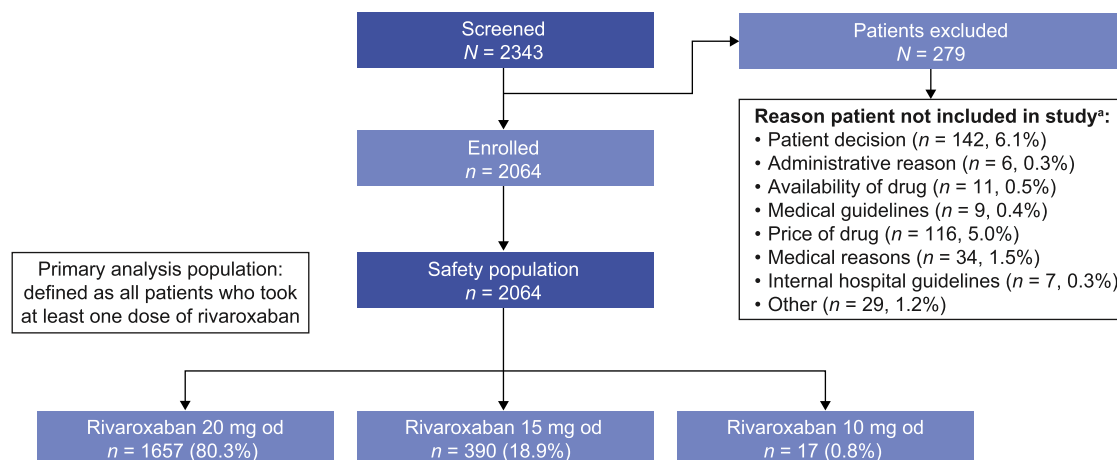 Screened
N = 2343
Patients excluded
N = 279
Reason patient not included in studyᵃ:
• Patient decision (n = 142, 6.1%)
• Administrative reason (n = 6, 0.3%)
• Availability of drug (n = 11, 0.5%)
• Medical guidelines (n = 9, 0.4%)
• Price of drug (n = 116, 5.0%)
• Medical reasons (n = 34, 1.5%)
• Internal hospital guidelines (n = 7, 0.3%)
• Other (n = 29, 1.2%)
Enrolled
n = 2064
Primary analysis population:
defined as all patients who took
at least one dose of rivaroxaban
Safety population
n = 2064
Rivaroxaban 20 mg od
n = 1657 (80.3%)
Rivaroxaban 15 mg od
n = 390 (18.9%)
Rivaroxaban 10 mg od
n = 17 (0.8%)